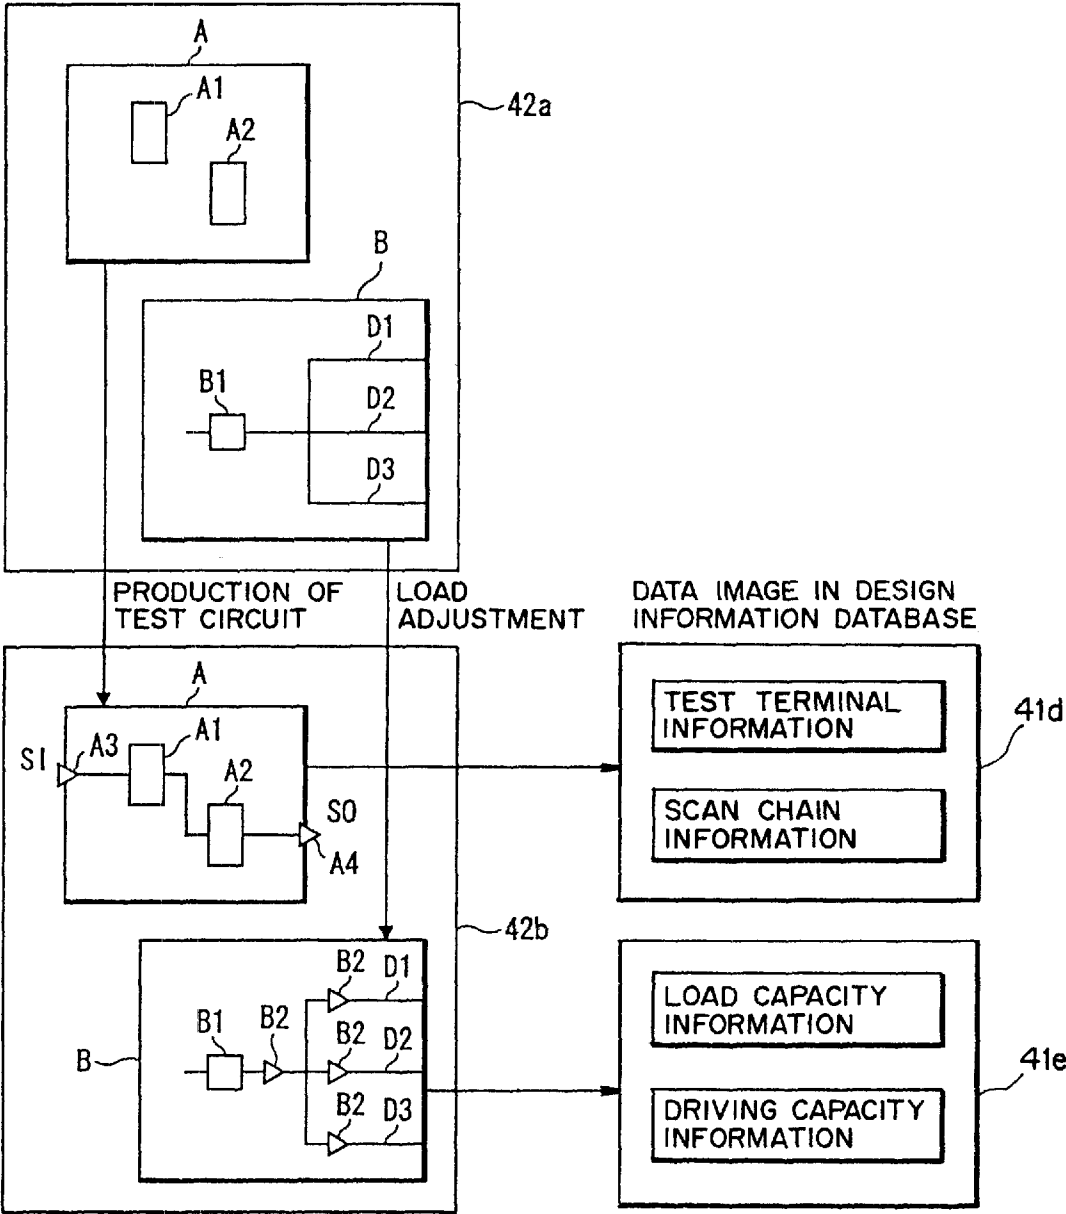 A
A1
A2
42a
B
D1
B1
D2
D3
PRODUCTION OF
TEST CIRCUIT
LOAD
ADJUSTMENT
DATA IMAGE IN DESIGN
INFORMATION DATABASE
A
A1
SI
A3
A2
SO
A4
TEST TERMINAL
INFORMATION
41d
SCAN CHAIN
INFORMATION
42b
B2
D1
B1
B2
B2
D2
B
B2
D3
LOAD CAPACITY
INFORMATION
41e
DRIVING CAPACITY
INFORMATION